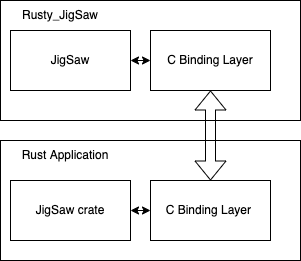 Rusty_JigSaw
JigSaw
C Binding Layer
Rust Application
JigSaw crate
C Binding Layer